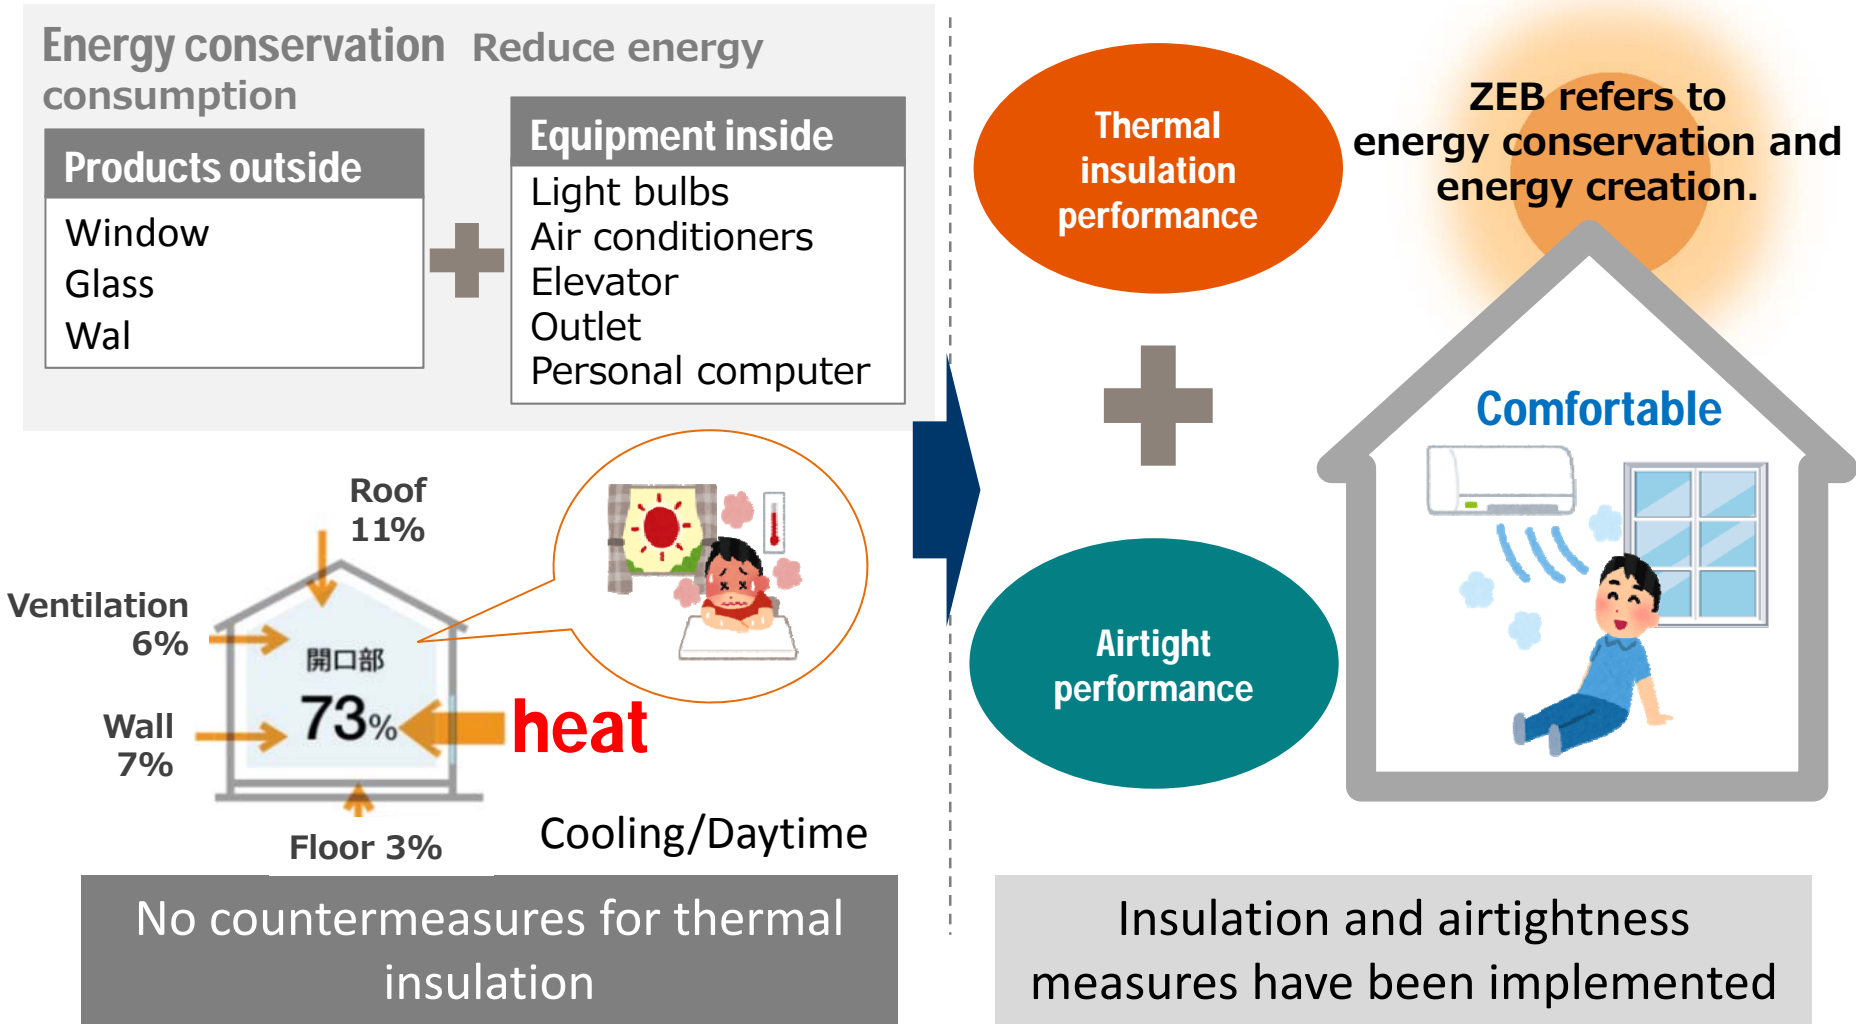 Energy conservation Reduce energy
consumption
Products outside
Window
Glass
Wal
Equipment inside
Light bulbs
Air conditioners
Elevator
Outlet
Personal computer
Roof
11%
Ventilation
6%
開口部
73%
Wall
7%
heat
Floor 3%
Cooling/Daytime
No countermeasures for thermal
insulation
Thermal
insulation
performance
Airtight
performance
ZEB refers to
energy conservation and
energy creation.
Comfortable
Insulation and airtightness
measures have been implemented